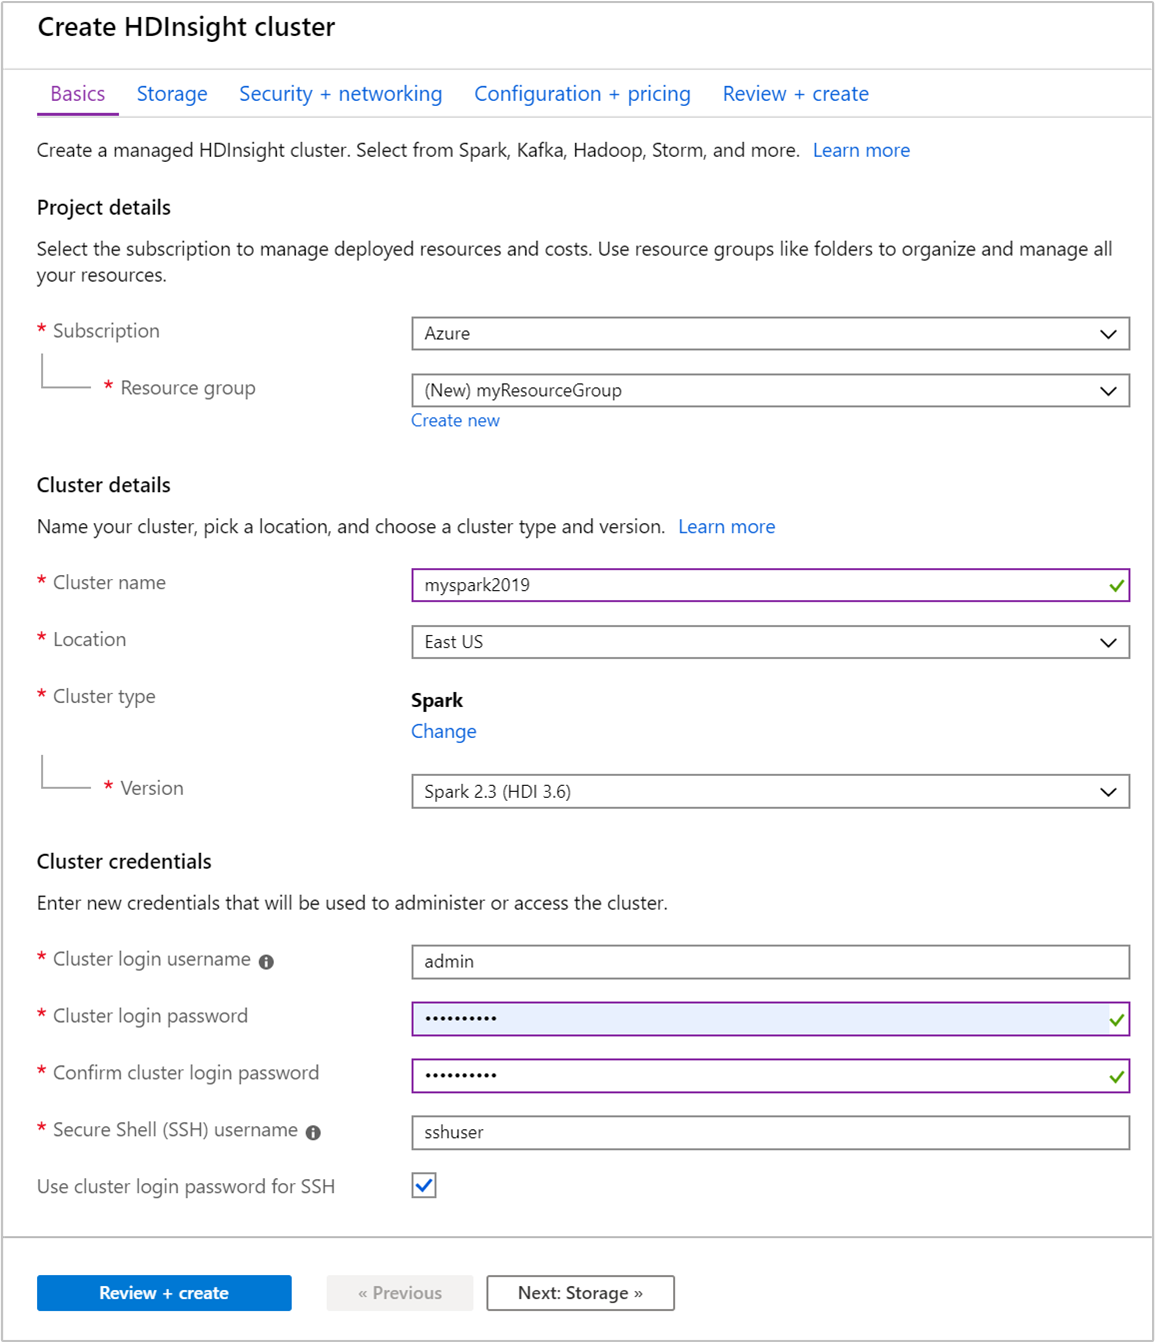 Create HDInsight cluster
Basics Storage Security + networking Configuration + pricing Review + create
Create a managed HDInsight cluster. Select from Spark, Kafka, Hadoop, Storm, and more. Learn more
Project details
Select the subscription to manage deployed resources and costs. Use resource groups like folders to organize and manage all
your resources.
* Subscription Azure
* Resource group (New) myResourceGroup
Create new
Cluster details
Name your cluster, pick a location, and choose a cluster type and version. Learn more
* Cluster name myspark2019
* Location East US
* Cluster type Spark
Change
* Version Spark 2.3 (HDI 3.6)
Cluster credentials
Enter new credentials that will be used to administer or access the cluster.
* Cluster login username admin
* Cluster login password ••••••••••
* Confirm cluster login password ••••••••••
* Secure Shell (SSH) username sshuser
Use cluster login password for SSH
Review + create « Previous Next: Storage »